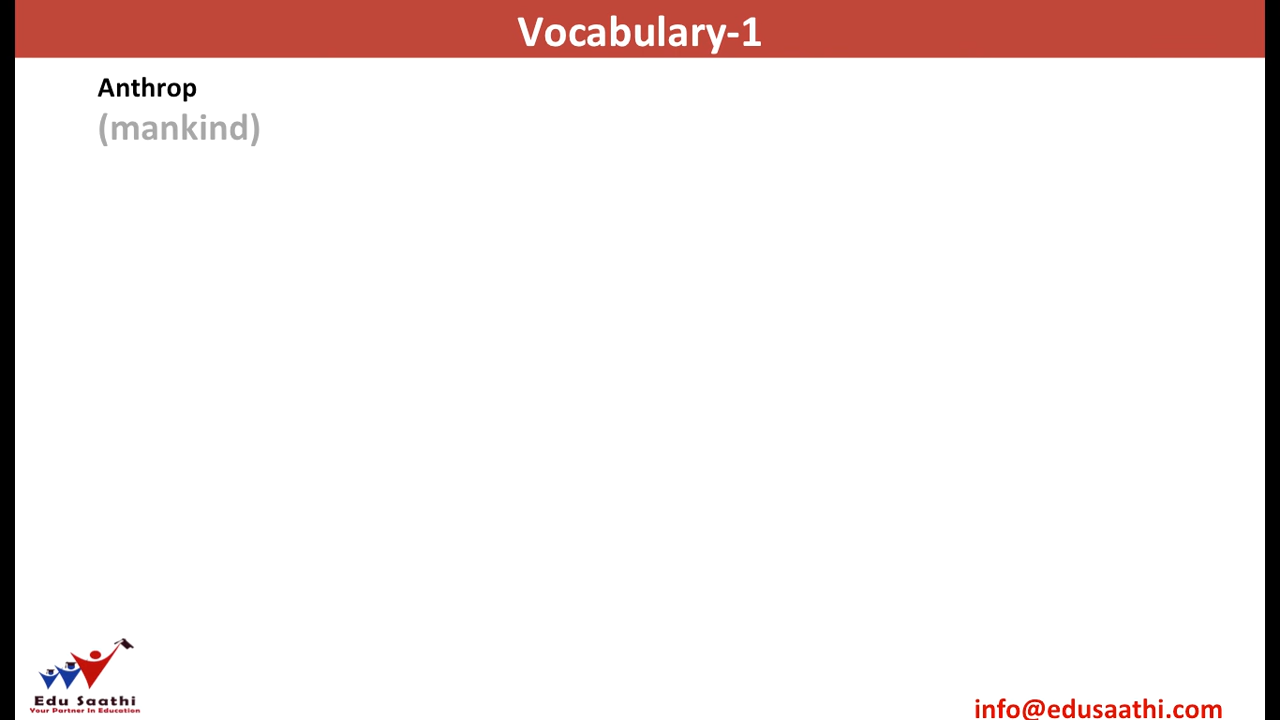 Vocabulary-1
Anthrop
(mankind)
Edu Saathi
Your Partner In Education
info@edusaathi.com